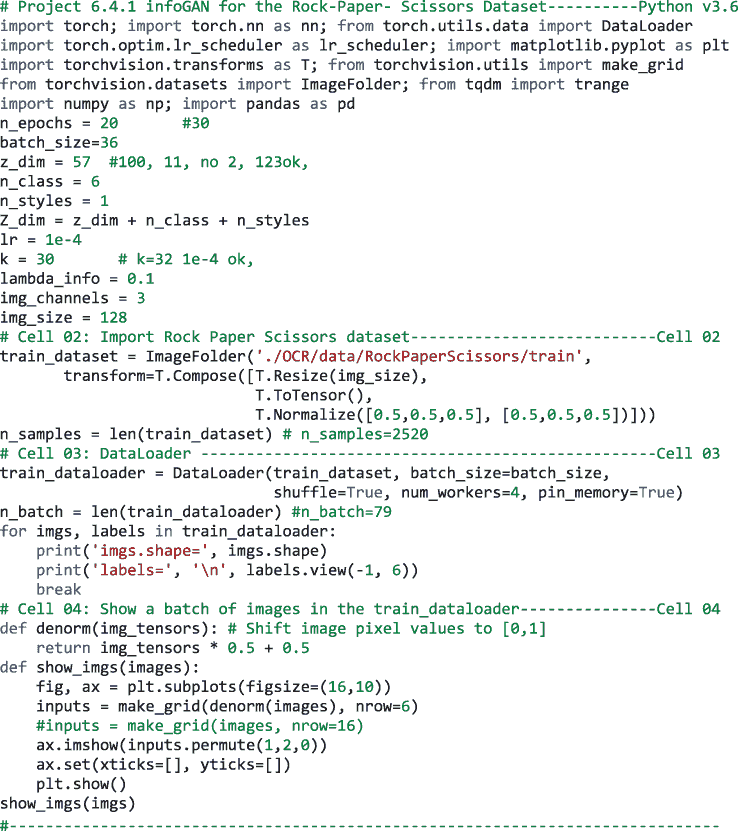 # Project 6.4.1 infoGAN for the Rock-Paper- Scissors Dataset----------Python v3.6
import torch; import torch.nn as nn; from torch.utils.data import DataLoader
import torch.optim.lr_scheduler as lr_scheduler; import matplotlib.pyplot as plt
import torchvision.transforms as T; from torchvision.utils import make_grid
from torchvision.datasets import ImageFolder; from tqdm import trange
import numpy as np; import pandas as pd
n_epochs = 20       #30
batch_size=36
z_dim = 57  #100, 11, no 2, 123ok,
n_class = 6
n_styles = 1
Z_dim = z_dim + n_class + n_styles
lr = 1e-4
k = 30       # k=32 1e-4 ok,
lambda_info = 0.1
img_channels = 3
img_size = 128
# Cell 02: Import Rock Paper Scissors dataset---------------------------Cell 02
train_dataset = ImageFolder('./OCR/data/RockPaperScissors/train',
       transform=T.Compose([T.Resize(img_size),
                            T.ToTensor(),
                            T.Normalize([0.5,0.5,0.5], [0.5,0.5,0.5])]))
n_samples = len(train_dataset) # n_samples=2520
# Cell 03: DataLoader --------------------------------------------------Cell 03
train_dataloader = DataLoader(train_dataset, batch_size=batch_size,
                              shuffle=True, num_workers=4, pin_memory=True)
n_batch = len(train_dataloader) #n_batch=79
for imgs, labels in train_dataloader:
    print('imgs.shape=', imgs.shape)
    print('labels=', '\n', labels.view(-1, 6))
    break
# Cell 04: Show a batch of images in the train_dataloader---------------Cell 04
def denorm(img_tensors): # Shift image pixel values to [0,1]
    return img_tensors * 0.5 + 0.5
def show_imgs(images):
    fig, ax = plt.subplots(figsize=(16,10))
    inputs = make_grid(denorm(images), nrow=6)
    #inputs = make_grid(images, nrow=16)
    ax.imshow(inputs.permute(1,2,0))
    ax.set(xticks=[], yticks=[])
    plt.show()
show_imgs(imgs)
#------------------------------------------------------------------------------